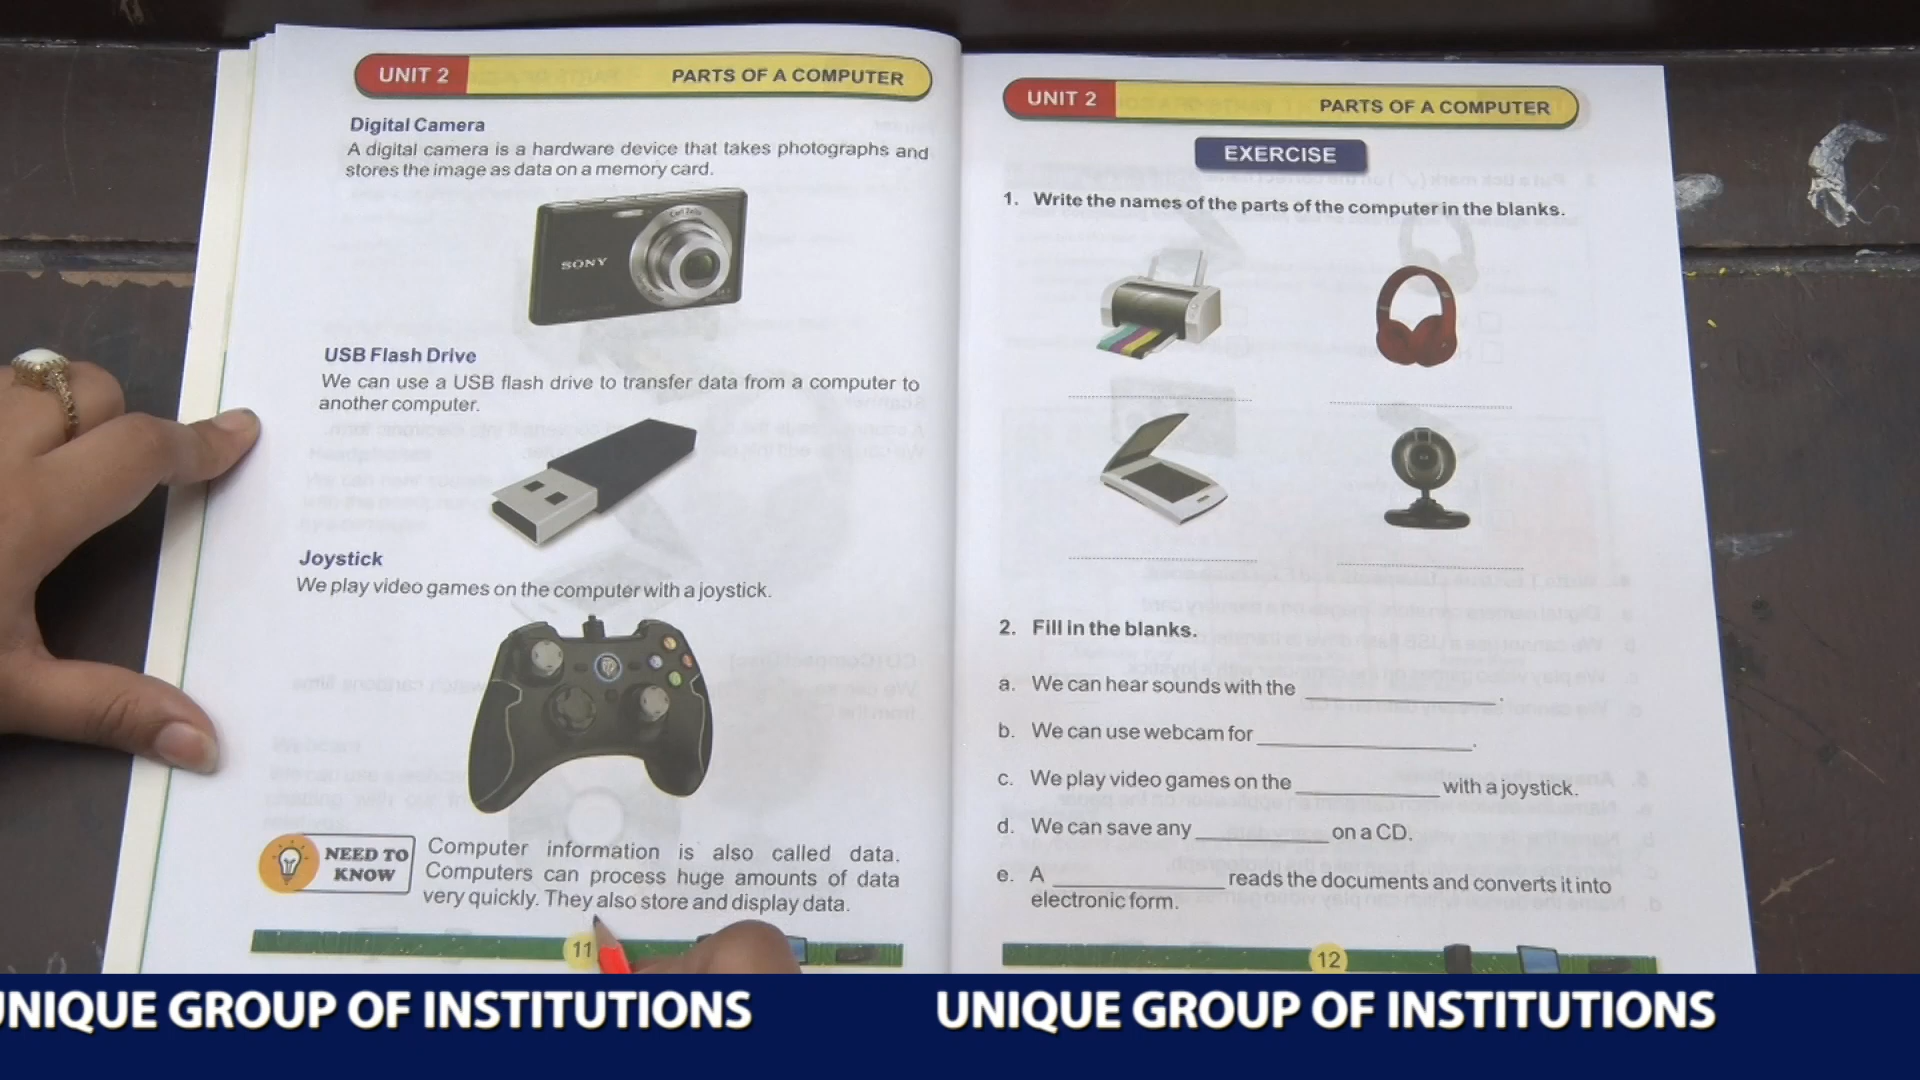 UNIT 2 PARTS OF A COMPUTER
Digital Camera
A digital camera is a hardware device that takes photographs and
stores the image as data on a memory card.
Carl Zeiss
SONY
USB Flash Drive
We can use a USB flash drive to transfer data from a computer to
another computer.
Joystick
We play video games on the computer with a joystick.
NEED TO
KNOW
Computer information is also called data.
Computers can process huge amounts of data
very quickly. They also store and display data.
11
UNIT 2 PARTS OF A COMPUTER
EXERCISE
1. Write the names of the parts of the computer in the blanks.
2. Fill in the blanks.
a. We can hear sounds with the ____________________.
b. We can use webcam for ____________________.
c. We play video games on the ______________ with a joystick.
d. We can save any ____________ on a CD.
e. A ________________ reads the documents and converts it into
electronic form.
12
UNIQUE GROUP OF INSTITUTIONS UNIQUE GROUP OF INSTITUTIONS